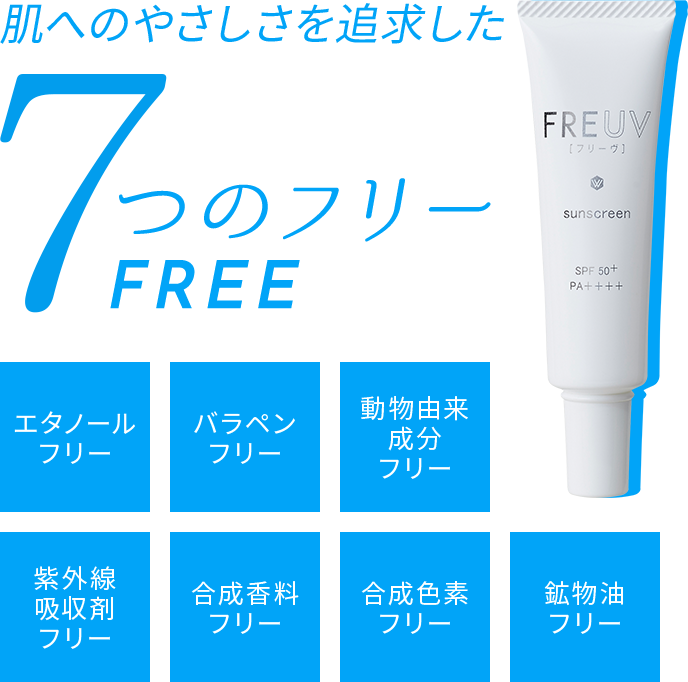 肌へのやさしさを追求した
7つのフリー
FREE
FREUV
[フリーヴ]
sunscreen
SPF 50+
PA++++
エタノール
フリー
バラペン
フリー
動物由来
成分
フリー
紫外線
吸収剤
フリー
合成香料
フリー
合成色素
フリー
鉱物油
フリー